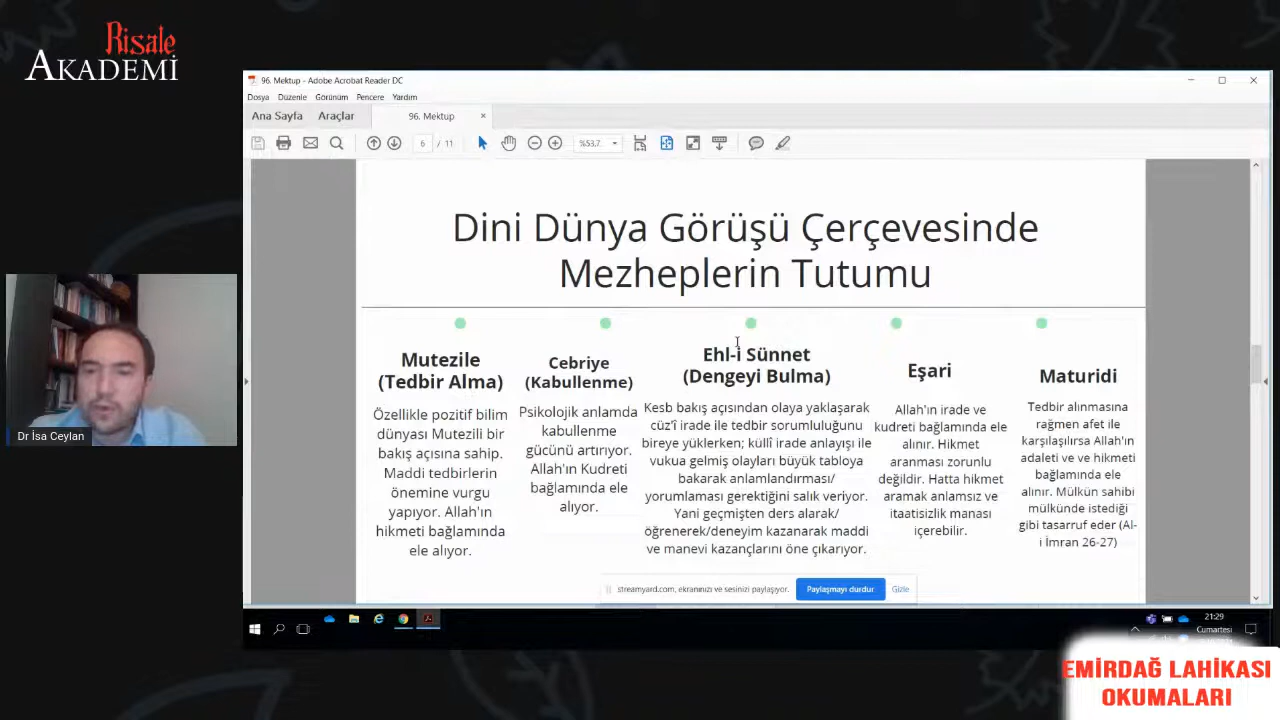 Risale
AKADEMİ
96. Mektup - Adobe Acrobat Reader DC
Dosya Düzenle Görünüm Pencere Yardım
Ana Sayfa Araçlar 96. Mektup
6 / 11 %53,7
Dini Dünya Görüşü Çerçevesinde
Mezheplerin Tutumu
Mutezile
(Tedbir Alma)
Özellikle pozitif bilim
dünyası Mutezili bir
bakış açısına sahip.
Maddi tedbirlerin
önemine vurgu
yapıyor. Allah'ın
hikmeti bağlamında
ele alıyor.
Cebriye
(Kabullenme)
Psikolojik anlamda
kabullenme
gücünü artırıyor.
Allah'ın Kudreti
bağlamında ele
alıyor.
Ehl-i Sünnet
(Dengeyi Bulma)
Kesb bakış açısından olaya yaklaşarak
cüz'î irade ile tedbir sorumluluğunu
bireye yüklerken; küllî irade anlayışı ile
vukua gelmiş olayları büyük tabloya
bakarak anlamlandırması/
yorumlaması gerektiğini salık veriyor.
Yani geçmişten ders alarak/
öğrenerek/deneyim kazanarak maddi
ve manevi kazançlarını öne çıkarıyor.
Eşari
Allah'ın irade ve
kudreti bağlamında ele
alınır. Hikmet
aranması zorunlu
değildir. Hatta hikmet
aramak anlamsız ve
itaatisizlik manası
içerebilir.
Maturidi
Tedbir alınmasına
rağmen afet ile
karşılaşılırsa Allah'ın
adaleti ve ve hikmeti
bağlamında ele
alınır. Mülkün sahibi
mülkünde istediği
gibi tasarruf eder (Al-
i İmran 26-27)
Dr İsa Ceylan
streamyard.com, ekranınızı ve sesinizi paylaşıyor. Paylaşmayı durdur Gizle
21:29
Cumartesi
EMİRDAĞ LAHİKASI
OKUMALARI